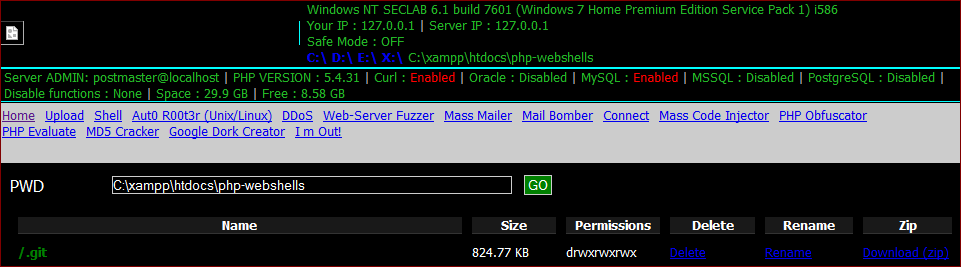 Windows NT SECLAB 6.1 build 7601 (Windows 7 Home Premium Edition Service Pack 1) i586
Your IP : 127.0.0.1 | Server IP : 127.0.0.1
Safe Mode : OFF
C:\ D:\ E:\ X:\ C:\xampp\htdocs\php-webshells
Server ADMIN: postmaster@localhost | PHP VERSION : 5.4.31 | Curl : Enabled | Oracle : Disabled | MySQL : Enabled | MSSQL : Disabled | PostgreSQL : Disabled |
Disable functions : None | Space : 29.9 GB | Free : 8.58 GB
Home Upload Shell Aut0 R00t3r (Unix/Linux) DDoS Web-Server Fuzzer Mass Mailer Mail Bomber Connect Mass Code Injector PHP Obfuscator
PHP Evaluate MD5 Cracker Google Dork Creator I m Out!
PWD C:\xampp\htdocs\php-webshells GO
Name Size Permissions Delete Rename Zip
/.git 824.77 KB drwxrwxrwx Delete Rename Download (zip)